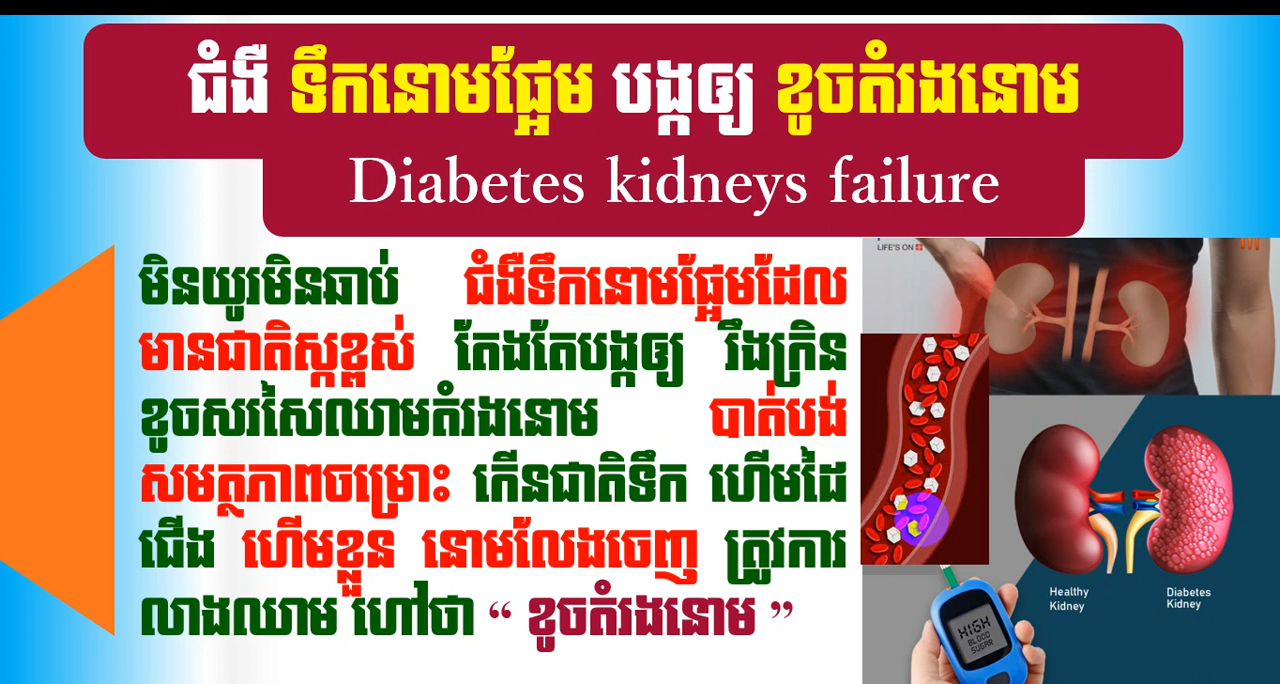 ជំងឺ ទឹកនោមផ្អែម បង្កឲ្យ ខូចតំរងនោម
Diabetes kidneys failure
មិនយូរមិនឆាប់ ជំងឺទឹកនោមផ្អែមដែល
មានជាតិស្ករខ្ពស់ តែងតែបង្កឲ្យ រឹងក្រិន
ខូចសរសៃឈាមតំរងនោម បាត់បង់
សមត្ថភាពចម្រោះ កើនជាតិទឹក ហើមដៃ
ជើង ហើមខ្លួន នោមលែងចេញ ត្រូវការ
លាងឈាម ហៅថា “ ខូចតំរងនោម ”
LIFE'S ON
Healthy
Kidney
Diabetes
Kidney
HIGH
BLOOD
SUGAR